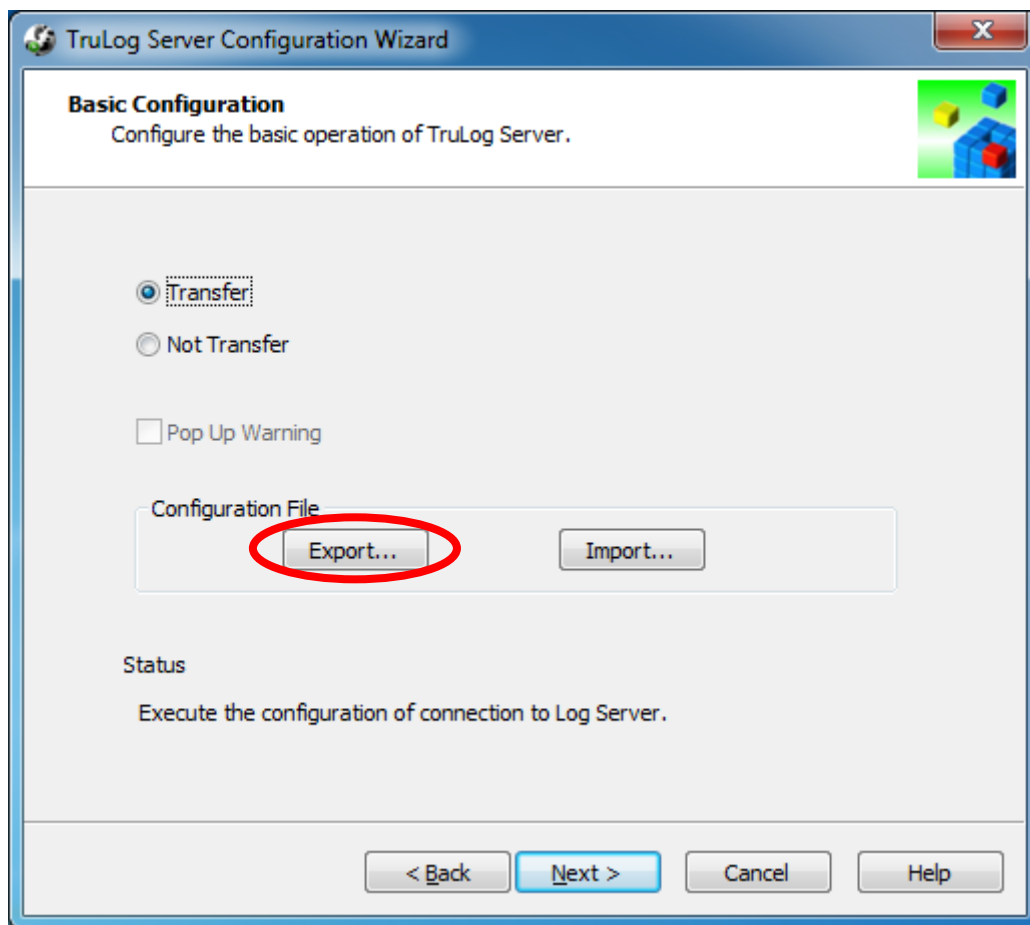 TruLog Server Configuration Wizard
Basic Configuration
Configure the basic operation of TruLog Server.
Transfer
Not Transfer
Pop Up Warning
Configuration File
Export... Import...
Status
Execute the configuration of connection to Log Server.
< Back Next > Cancel Help